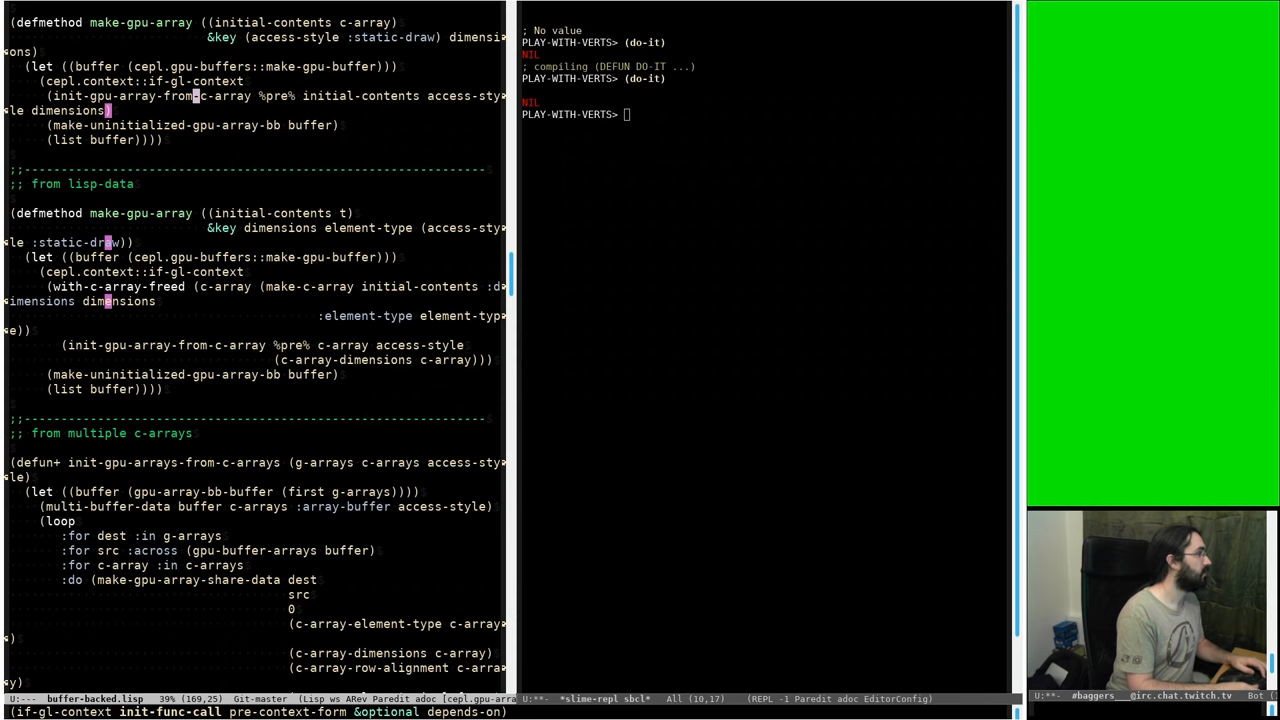 (defmethod make-gpu-array ((initial-contents c-array)
&key (access-style :static-draw) dimensi
ons)
(let ((buffer (cepl.gpu-buffers::make-gpu-buffer)))
(cepl.context::if-gl-context
(init-gpu-array-from-c-array %pre% initial-contents access-sty
le dimensions)
(make-uninitialized-gpu-array-bb buffer)
(list buffer))))
;;---------------------------------------------------------------
;; from lisp-data
(defmethod make-gpu-array ((initial-contents t)
&key dimensions element-type (access-sty
le :static-draw))
(let ((buffer (cepl.gpu-buffers::make-gpu-buffer)))
(cepl.context::if-gl-context
(with-c-array-freed (c-array (make-c-array initial-contents :d
imensions dimensions
:element-type element-typ
e))
(init-gpu-array-from-c-array %pre% c-array access-style
(c-array-dimensions c-array)))
(make-uninitialized-gpu-array-bb buffer)
(list buffer))))
;;---------------------------------------------------------------
;; from multiple c-arrays
(defun+ init-gpu-arrays-from-c-arrays (g-arrays c-arrays access-sty
le)
(let ((buffer (gpu-array-bb-buffer (first g-arrays))))
(multi-buffer-data buffer c-arrays :array-buffer access-style)
(loop
:for dest :in g-arrays
:for src :across (gpu-buffer-arrays buffer)
:for c-array :in c-arrays
:do (make-gpu-array-share-data dest
src
0
(c-array-element-type c-array
)
(c-array-dimensions c-array)
(c-array-row-alignment c-arra
y)
U:--- buffer-backed.lisp 39% (169,25) Git-master (Lisp ws ARev Paredit adoc [cepl.gpu-arra
(if-gl-context init-func-call pre-context-form &optional depends-on)
; No value
PLAY-WITH-VERTS> (do-it)
NIL
; compiling (DEFUN DO-IT ...)
PLAY-WITH-VERTS> (do-it)
NIL
PLAY-WITH-VERTS>
U:**- *slime-repl sbcl* All (10,17) (REPL -1 Paredit adoc EditorConfig)
U:**- #baggers___@irc.chat.twitch.tv Bot (